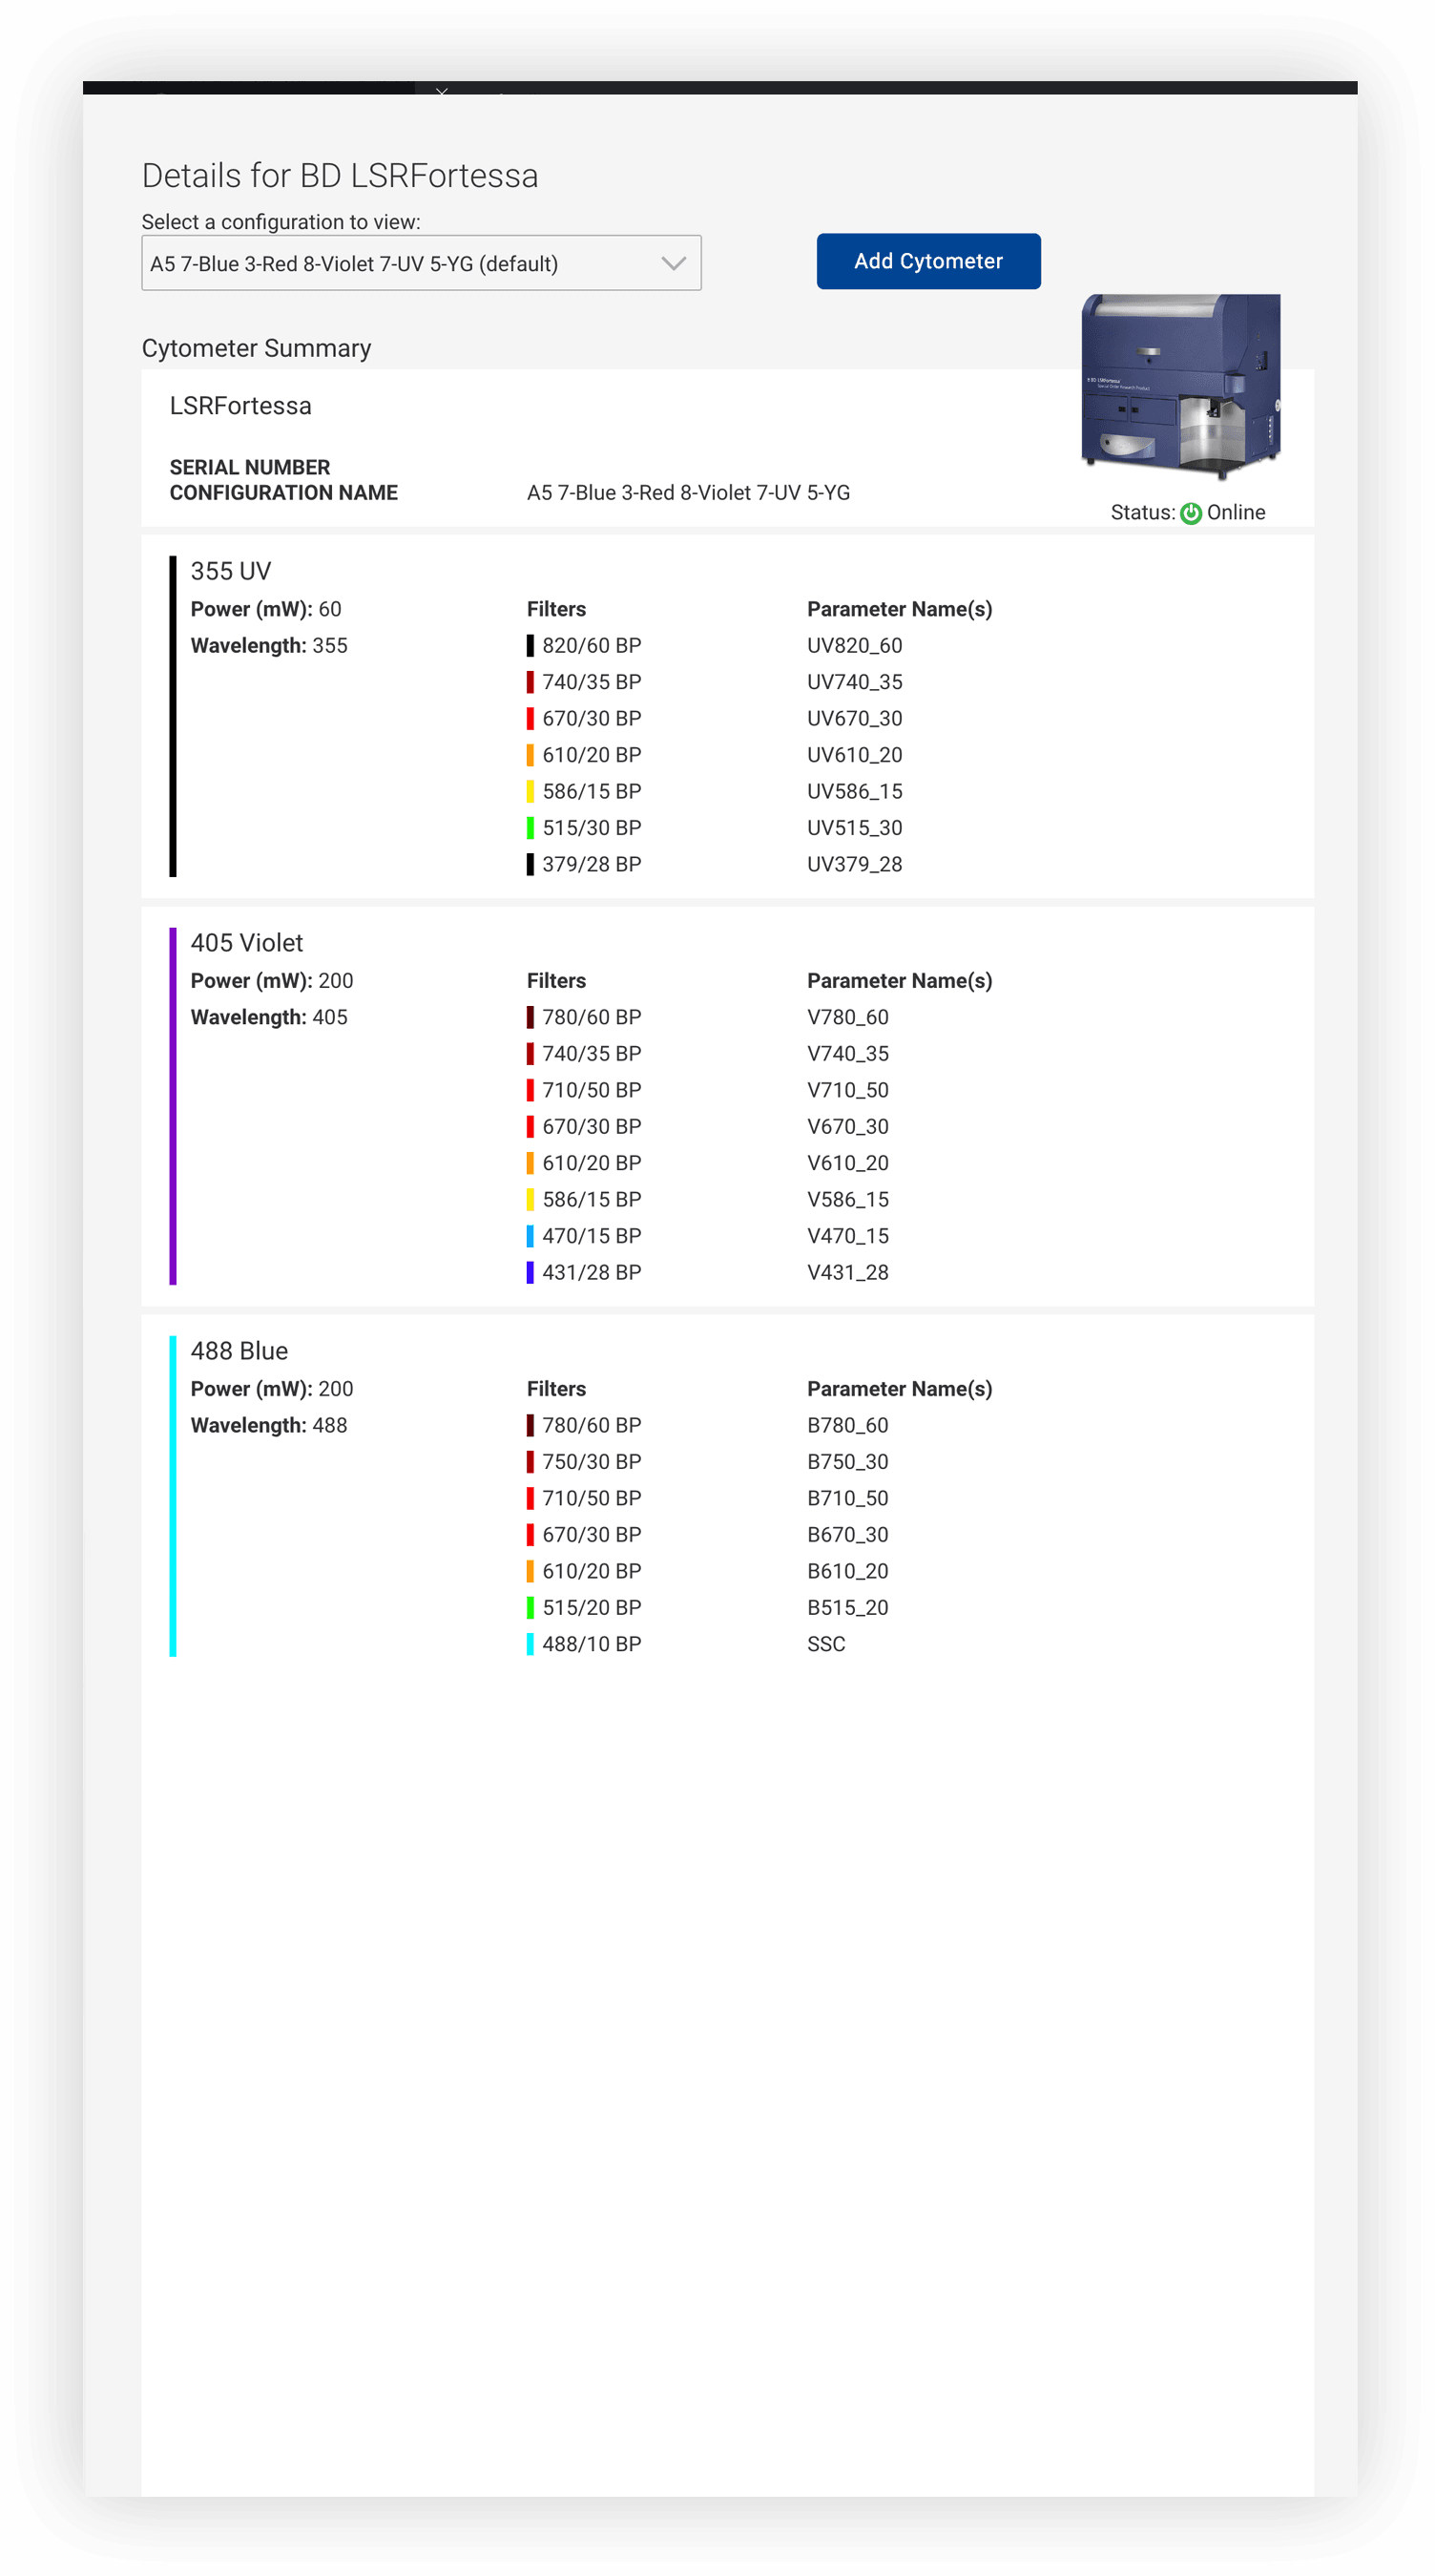 Details for BD LSRFortessa
Select a configuration to view:
A5 7-Blue 3-Red 8-Violet 7-UV 5-YG (default)
Add Cytometer
Cytometer Summary
LSRFortessa
SERIAL NUMBER
CONFIGURATION NAME A5 7-Blue 3-Red 8-Violet 7-UV 5-YG
Status: Online
355 UV
Power (mW): 60 Filters Parameter Name(s)
Wavelength: 355 820/60 BP UV820_60
740/35 BP UV740_35
670/30 BP UV670_30
610/20 BP UV610_20
586/15 BP UV586_15
515/30 BP UV515_30
379/28 BP UV379_28
405 Violet
Power (mW): 200 Filters Parameter Name(s)
Wavelength: 405 780/60 BP V780_60
740/35 BP V740_35
710/50 BP V710_50
670/30 BP V670_30
610/20 BP V610_20
586/15 BP V586_15
470/15 BP V470_15
431/28 BP V431_28
488 Blue
Power (mW): 200 Filters Parameter Name(s)
Wavelength: 488 780/60 BP B780_60
750/30 BP B750_30
710/50 BP B710_50
670/30 BP B670_30
610/20 BP B610_20
515/20 BP B515_20
488/10 BP SSC